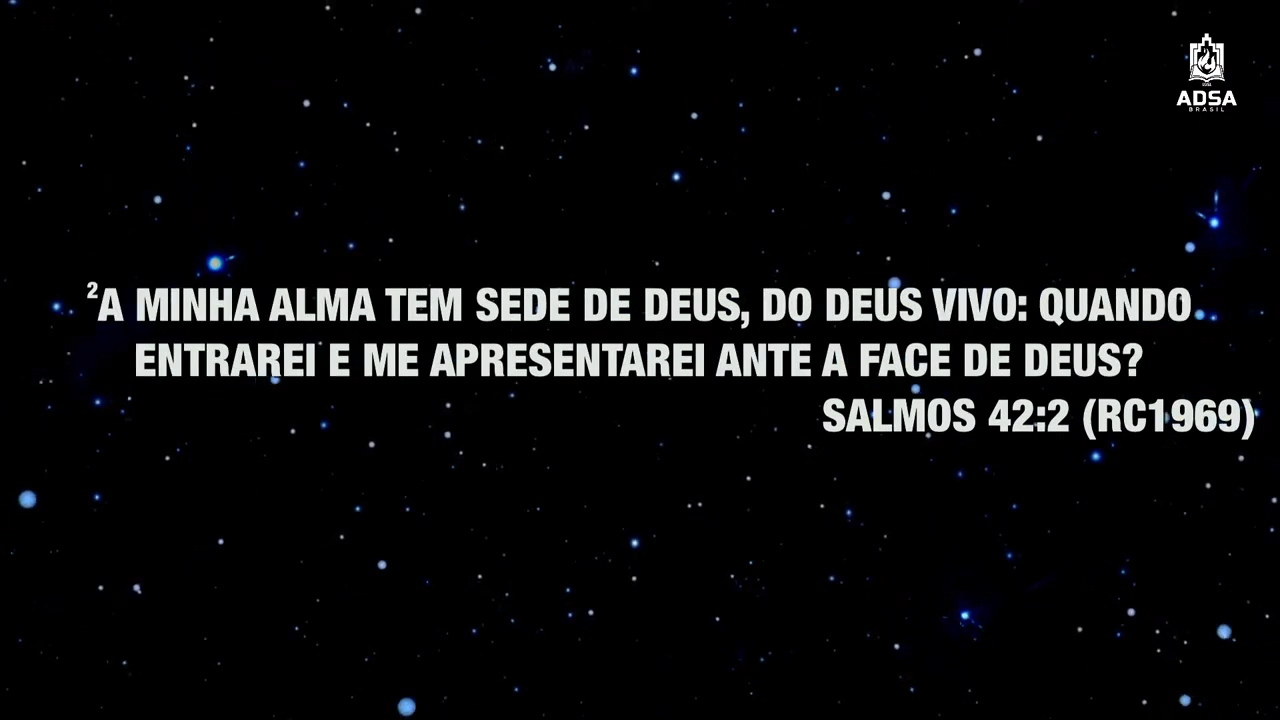 ADSA
BRASIL
²A MINHA ALMA TEM SEDE DE DEUS, DO DEUS VIVO: QUANDO
ENTRAREI E ME APRESENTAREI ANTE A FACE DE DEUS?
SALMOS 42:2 (RC1969)